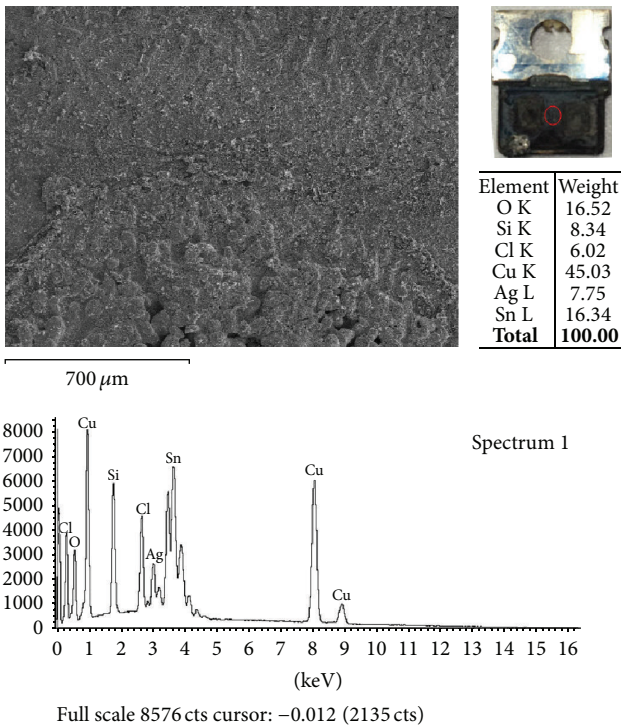 Element Weight
O K 16.52
Si K 8.34
Cl K 6.02
Cu K 45.03
Ag L 7.75
Sn L 16.34
Total 100.00
700 μm
8000
7000
6000
5000
4000
3000
2000
1000
0
Cl
O
Cu
Si
Cl
Ag
Sn
Cu
Cu
Spectrum 1
0 1 2 3 4 5 6 7 8 9 10 11 12 13 14 15 16
(keV)
Full scale 8576 cts cursor: −0.012 (2135 cts)